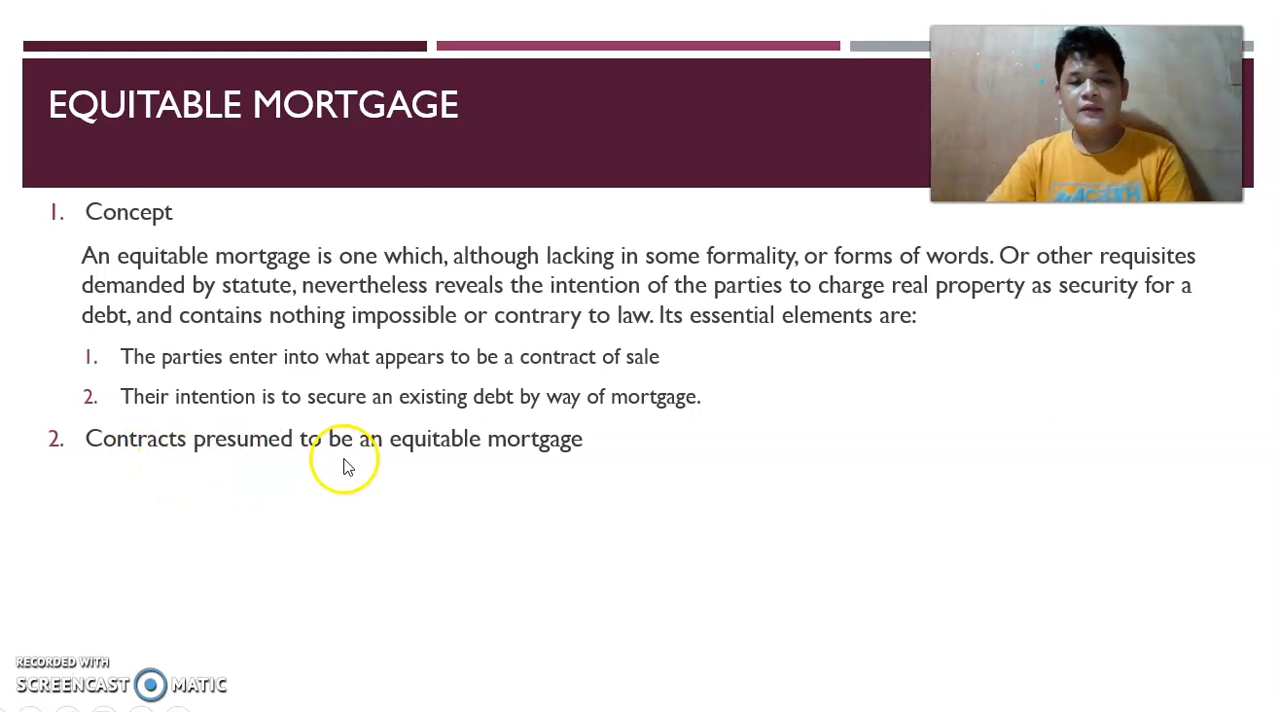 EQUITABLE MORTGAGE
1. Concept
An equitable mortgage is one which, although lacking in some formality, or forms of words. Or other requisites
demanded by statute, nevertheless reveals the intention of the parties to charge real property as security for a
debt, and contains nothing impossible or contrary to law. Its essential elements are:
1. The parties enter into what appears to be a contract of sale
2. Their intention is to secure an existing debt by way of mortgage.
2. Contracts presumed to be an equitable mortgage
RECORDED WITH
SCREENCAST MATIC